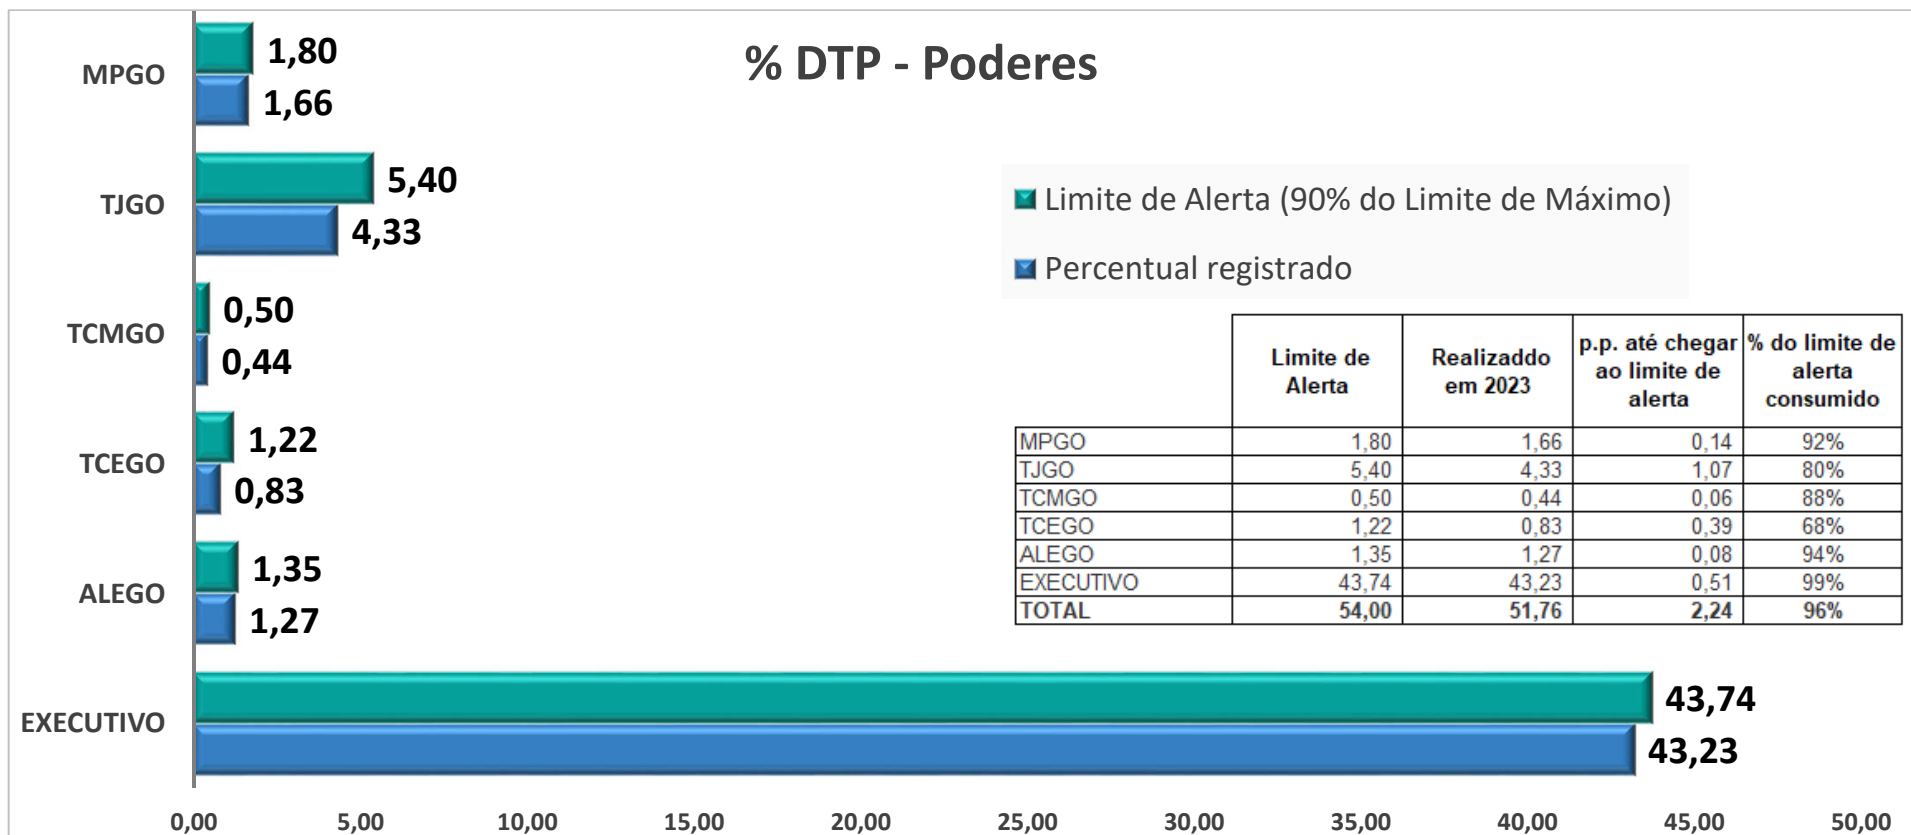 % DTP - Poderes
MPGO
1,80
1,66
TJGO
5,40
4,33
TCMGO
0,50
0,44
TCEGO
1,22
0,83
ALEGO
1,35
1,27
EXECUTIVO
43,74
43,23
0,00 5,00 10,00 15,00 20,00 25,00 30,00 35,00 40,00 45,00 50,00
Limite de Alerta (90% do Limite de Máximo)
Percentual registrado
Limite de Alerta
Realizaddo em 2023
p.p. até chegar ao limite de alerta
% do limite de alerta consumido
MPGO 1,80 1,66 0,14 92%
TJGO 5,40 4,33 1,07 80%
TCMGO 0,50 0,44 0,06 88%
TCEGO 1,22 0,83 0,39 68%
ALEGO 1,35 1,27 0,08 94%
EXECUTIVO 43,74 43,23 0,51 99%
TOTAL 54,00 51,76 2,24 96%